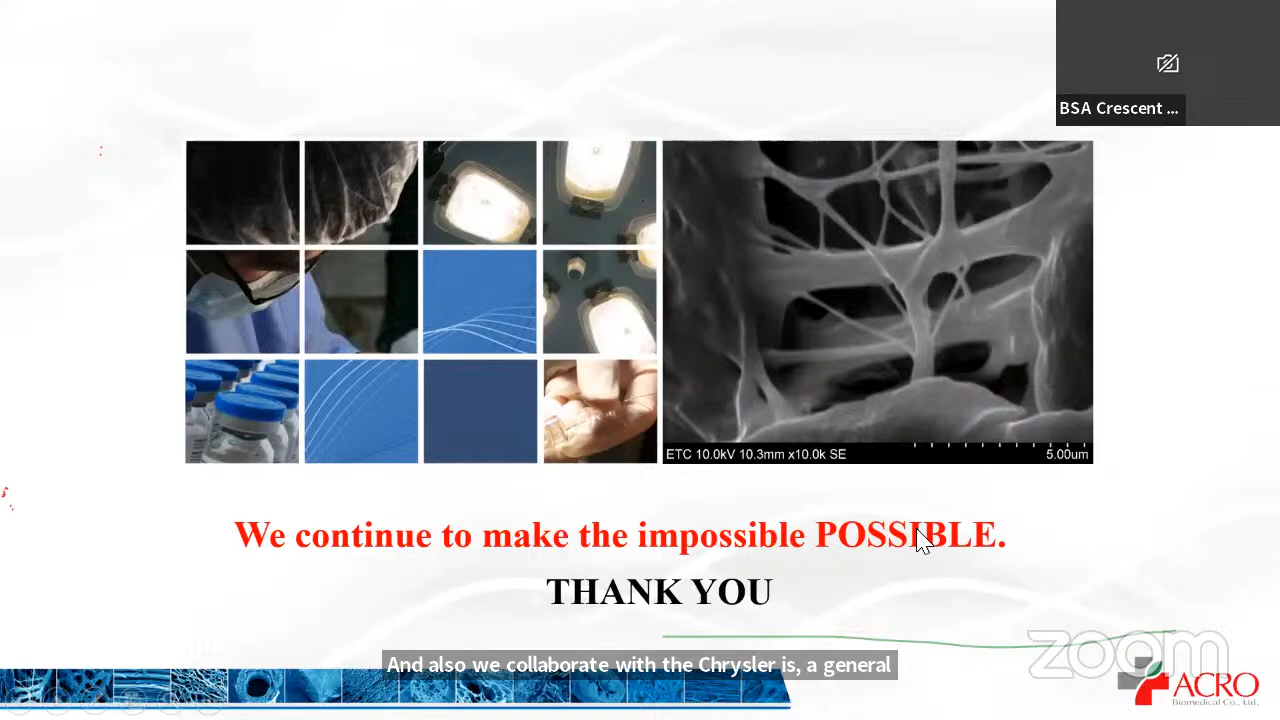 BSA Crescent ...
ETC 10.0kV 10.3mm x10.0k SE 5.00um
We continue to make the impossible POSSIBLE.
THANK YOU
And also we collaborate with the Chrysler is, a general
zoom
ACRO
Biomedical Co., Ltd.